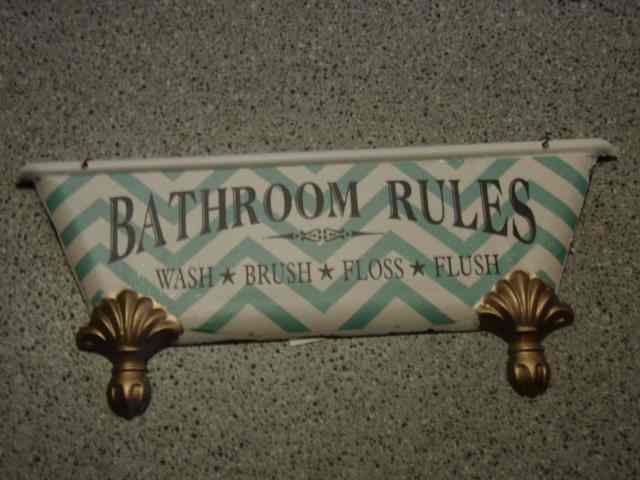 BATHROOM RULES
WASH ★ BRUSH ★ FLOSS ★ FLUSH